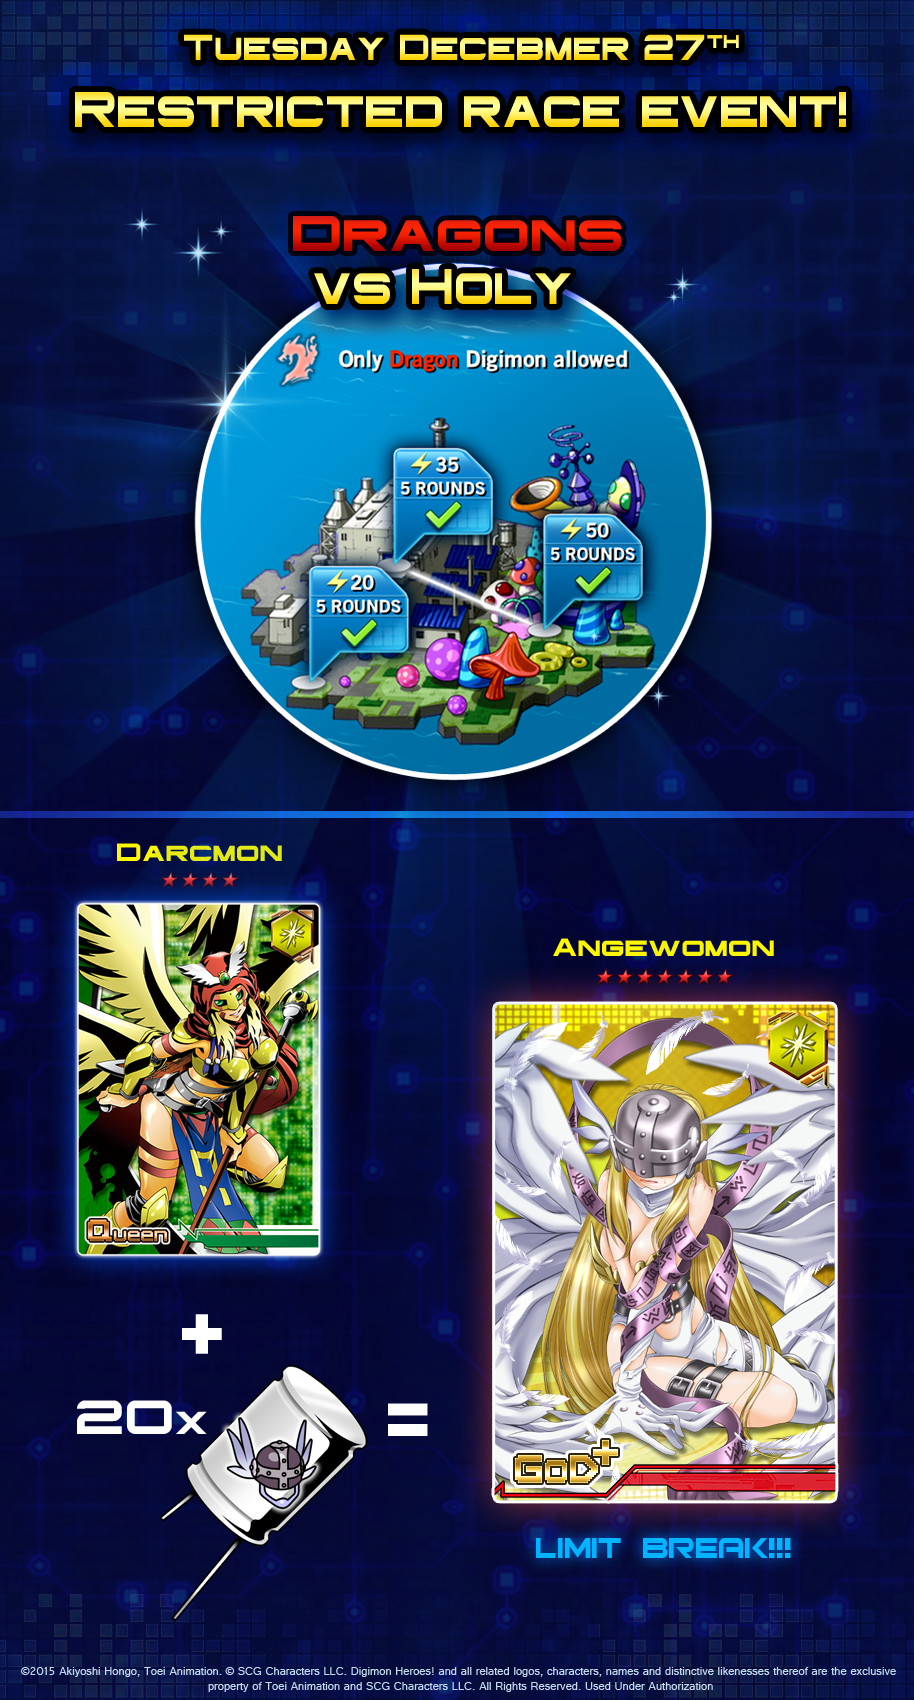 Tuesday Decebmer 27TH
Restricted race event!
Dragons
vs Holy
Only Dragon Digimon allowed
35
5 ROUNDS
50
5 ROUNDS
20
5 ROUNDS
Darcmon
Queen
Angewomon
GOD+
+
20x
=
LIMIT BREAK!!!
©2015 Akiyoshi Hongo, Toei Animation. © SCG Characters LLC. Digimon Heroes! and all related logos, characters, names and distinctive likenesses thereof are the exclusive
property of Toei Animation and SCG Characters LLC. All Rights Reserved. Used Under Authorization